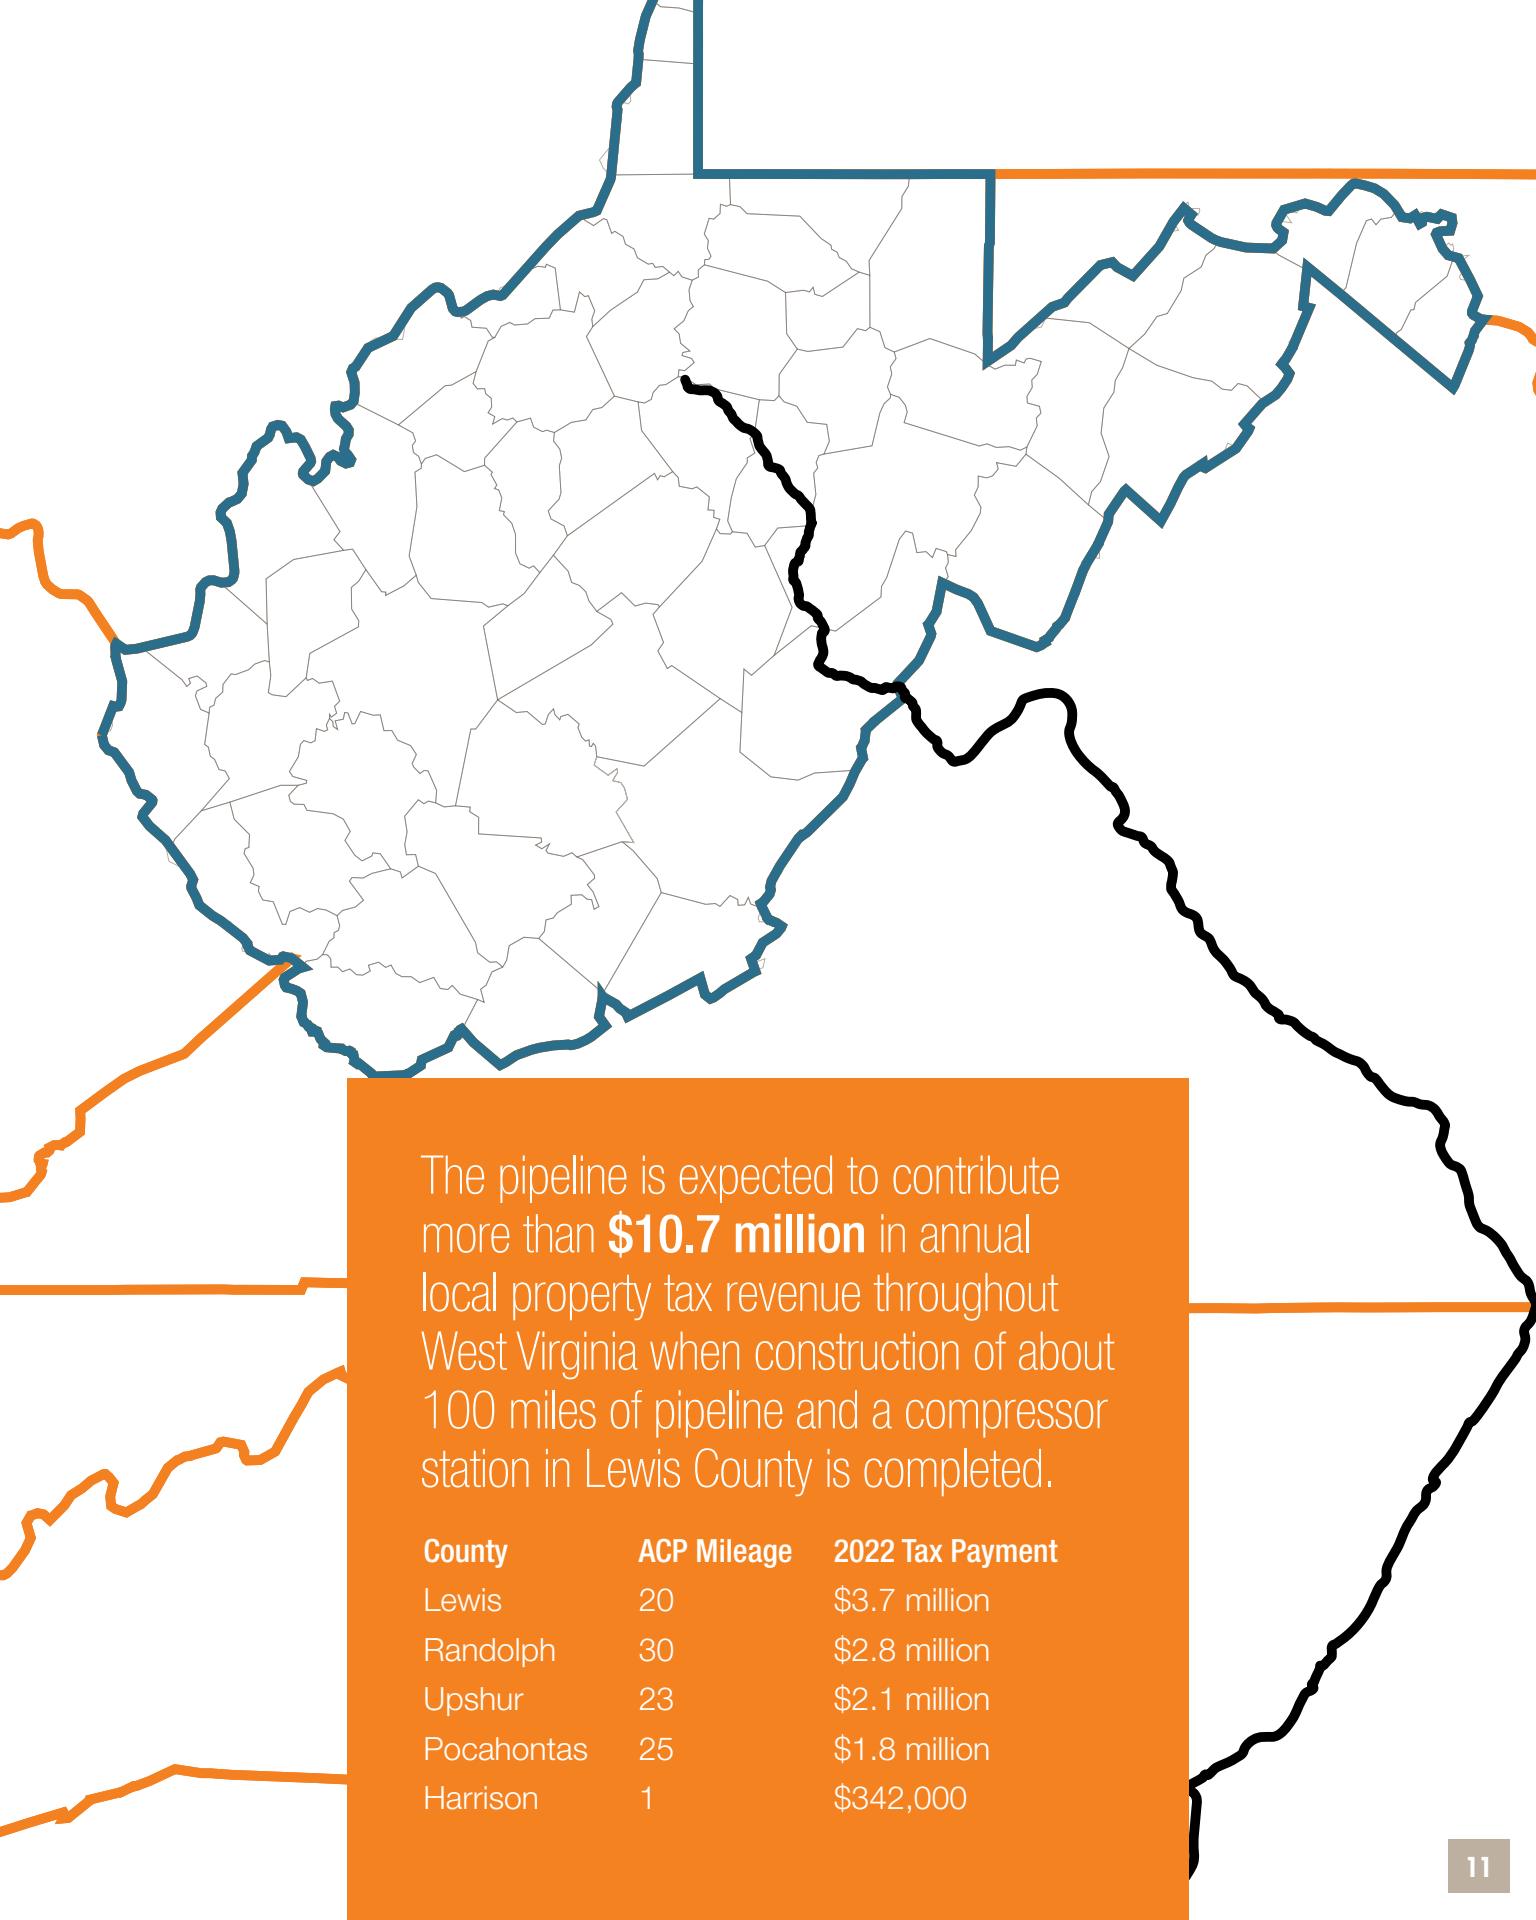 The pipeline is expected to contribute
more than $10.7 million in annual
local property tax revenue throughout
West Virginia when construction of about
100 miles of pipeline and a compressor
station in Lewis County is completed.
County ACP Mileage 2022 Tax Payment
Lewis 20 $3.7 million
Randolph 30 $2.8 million
Upshur 23 $2.1 million
Pocahontas 25 $1.8 million
Harrison 1 $342,000
11